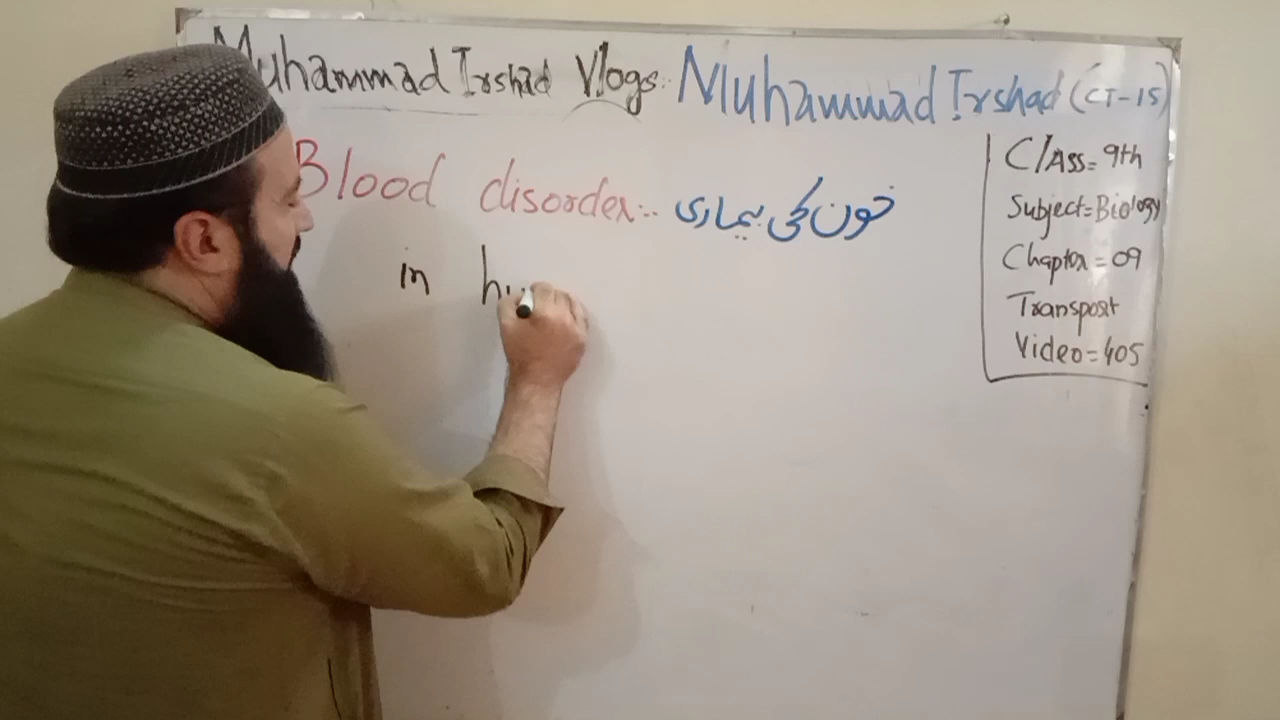 Muhammad Irshad Vlogs.. Muhammad Irshad (CT-15)
Blood disorder:.. خون کی بیماری
in hu
Class= 9th
Subject=Biology
Chapter = 09
Transport
Video=405